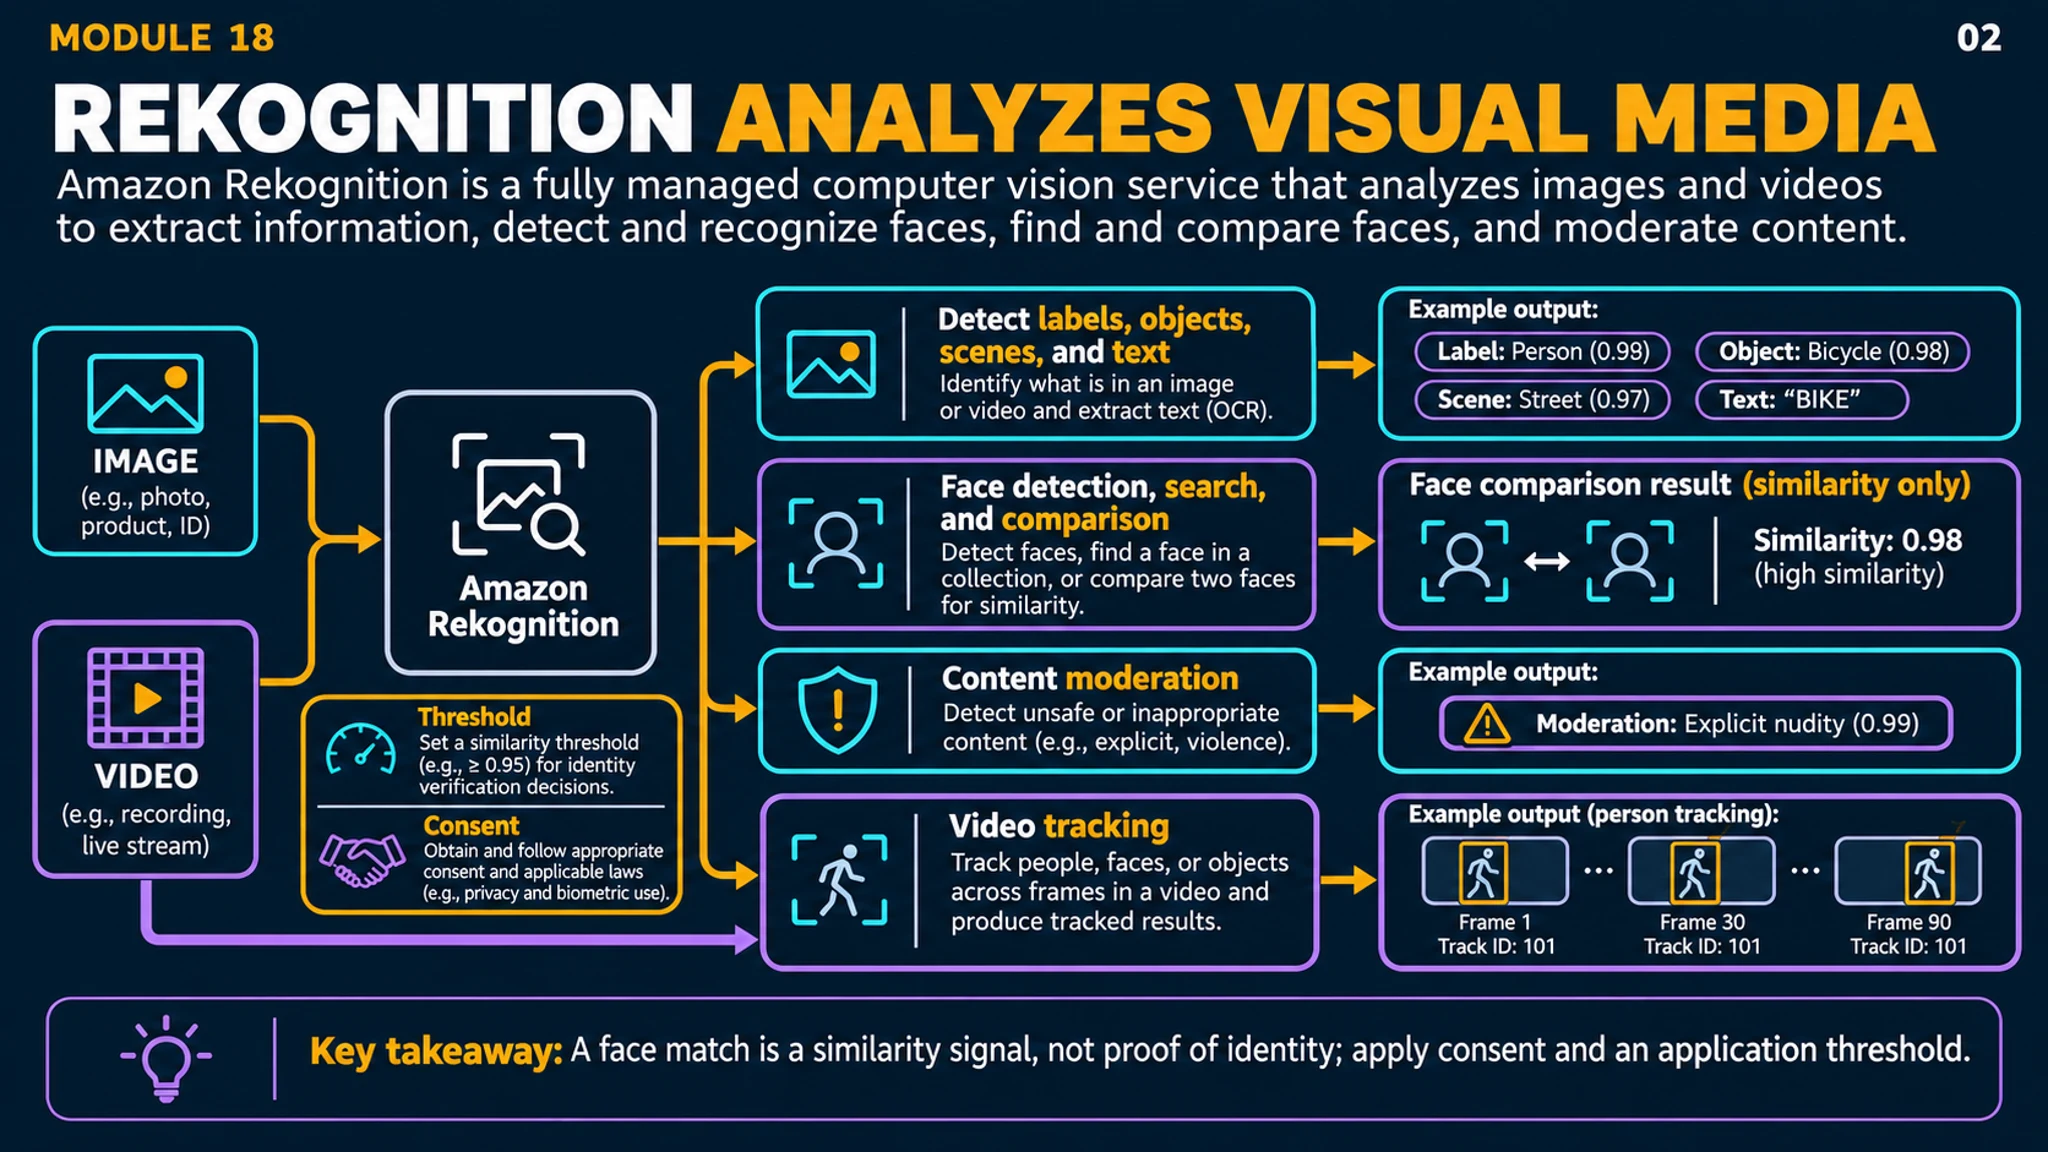 MODULE 18
02
REKOGNITION ANALYZES VISUAL MEDIA
Amazon Rekognition is a fully managed computer vision service that analyzes images and videos
to extract information, detect and recognize faces, find and compare faces, and moderate content.
IMAGE
(e.g., photo,
product, ID)
VIDEO
(e.g., recording,
live stream)
Amazon
Rekognition
Threshold
Set a similarity threshold
(e.g., ≥ 0.95) for identity
verification decisions.
Consent
Obtain and follow appropriate
consent and applicable laws
(e.g., privacy and biometric use).
Detect labels, objects,
scenes, and text
Identify what is in an image
or video and extract text (OCR).
Example output:
Label: Person (0.98)
Object: Bicycle (0.98)
Scene: Street (0.97)
Text: “BIKE”
Face detection, search,
and comparison
Detect faces, find a face in a
collection, or compare two faces
for similarity.
Face comparison result (similarity only)
Similarity: 0.98
(high similarity)
Content moderation
Detect unsafe or inappropriate
content (e.g., explicit, violence).
Example output:
Moderation: Explicit nudity (0.99)
Video tracking
Track people, faces, or objects
across frames in a video and
produce tracked results.
Example output (person tracking):
Frame 1
Track ID: 101
Frame 30
Track ID: 101
Frame 90
Track ID: 101
Key takeaway: A face match is a similarity signal, not proof of identity; apply consent and an application threshold.